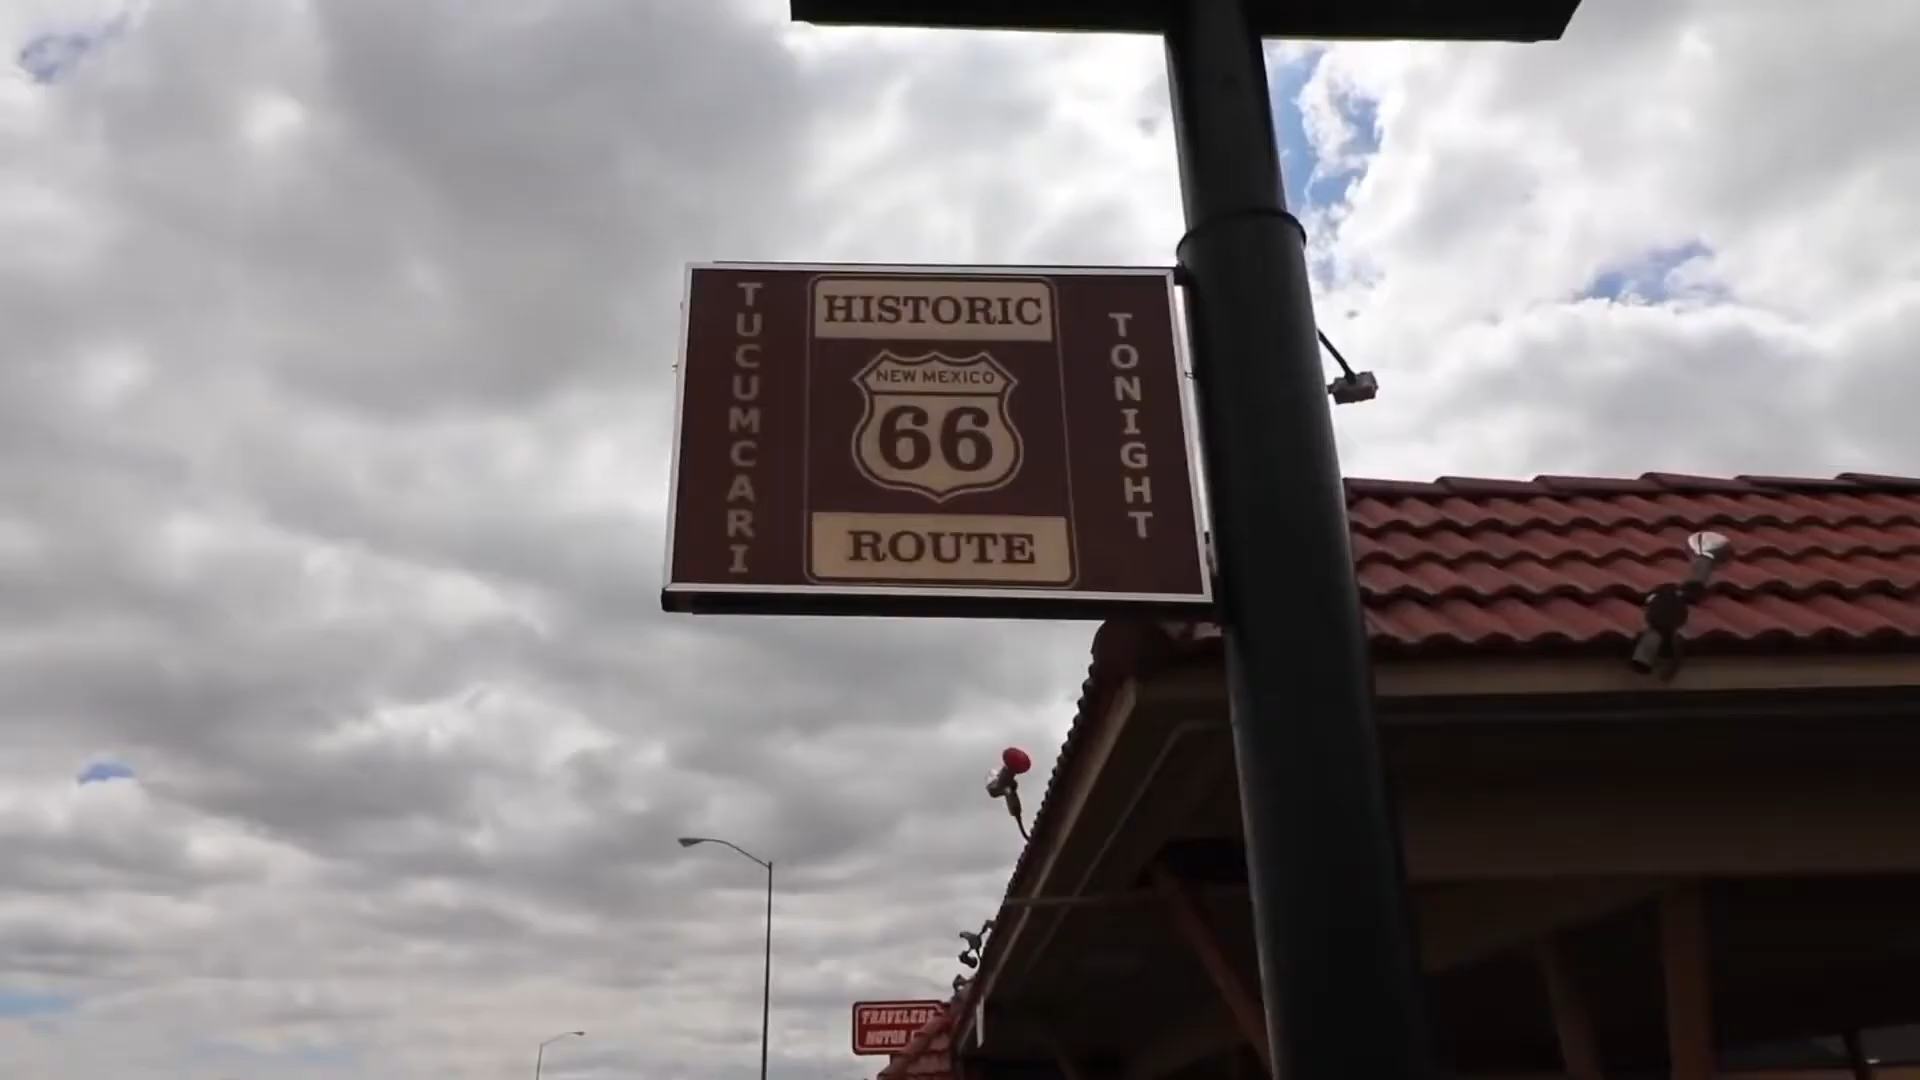 TUCUMCARI
HISTORIC
NEW MEXICO
66
ROUTE
TONIGHT
TRAVELERS
MOTOR